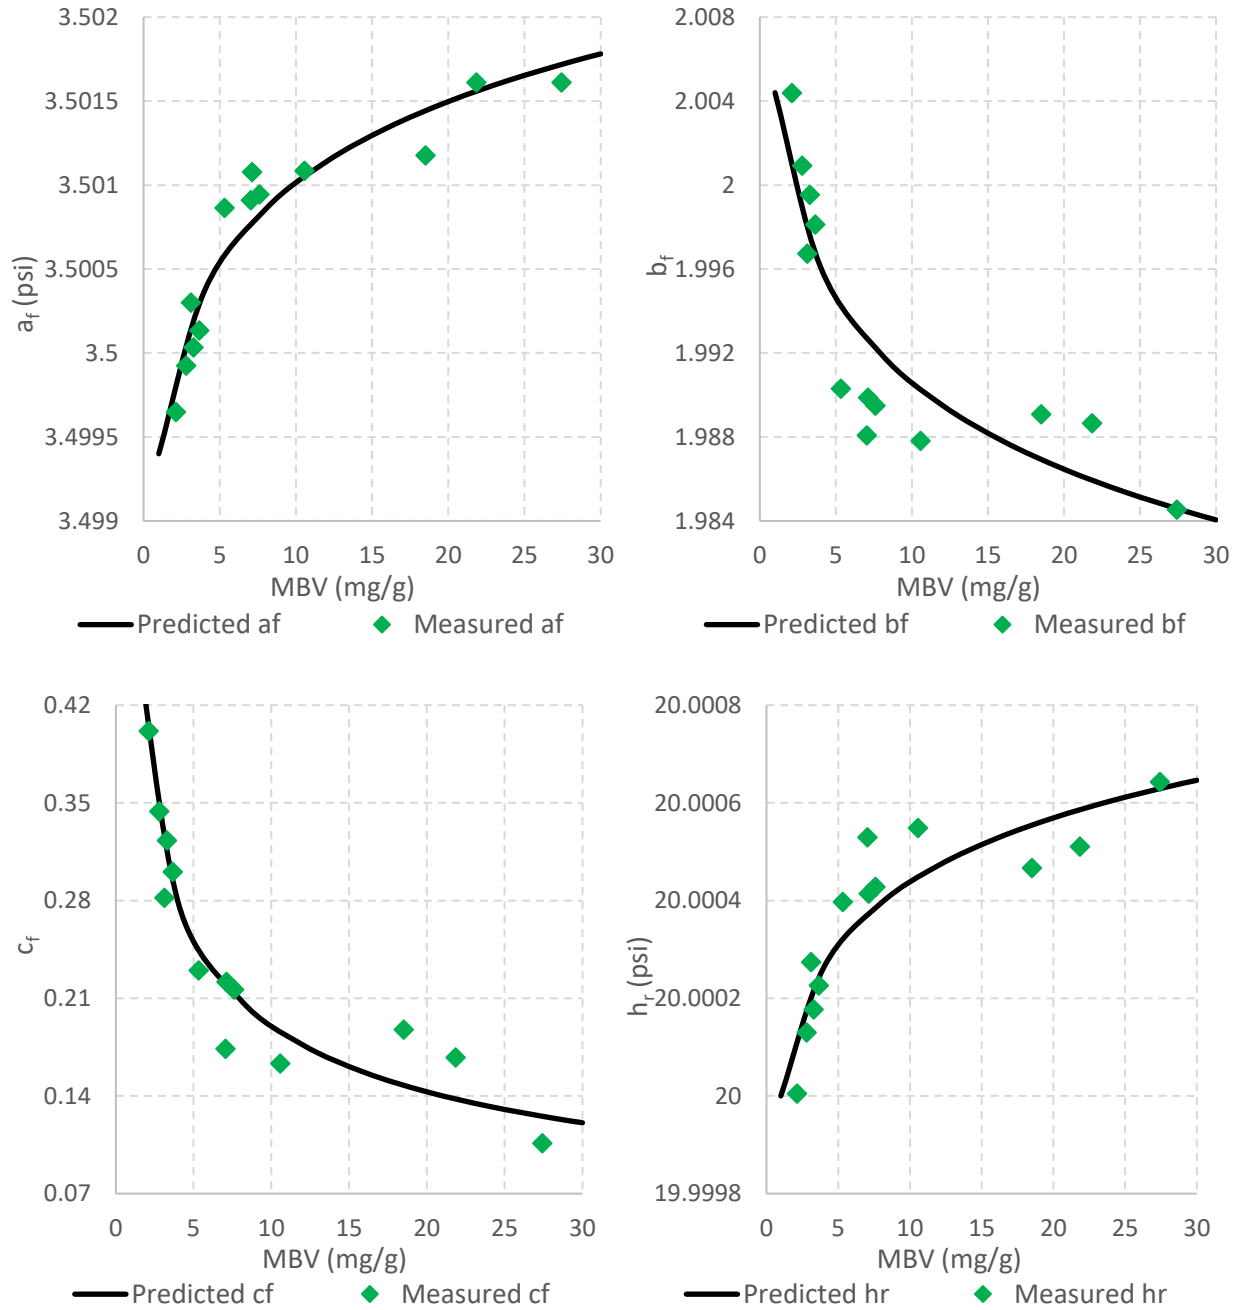 3.502
3.5015
3.501
3.5005
3.5
3.4995
3.499
a_f (psi)
0 5 10 15 20 25 30
MBV (mg/g)
Predicted af Measured af
2.008
2.004
2
1.996
1.992
1.988
1.984
b_f
0 5 10 15 20 25 30
MBV (mg/g)
Predicted bf Measured bf
0.42
0.35
0.28
0.21
0.14
0.07
c_f
0 5 10 15 20 25 30
MBV (mg/g)
Predicted cf Measured cf
20.0008
20.0006
20.0004
20.0002
20
19.9998
h_r (psi)
0 5 10 15 20 25 30
MBV (mg/g)
Predicted hr Measured hr